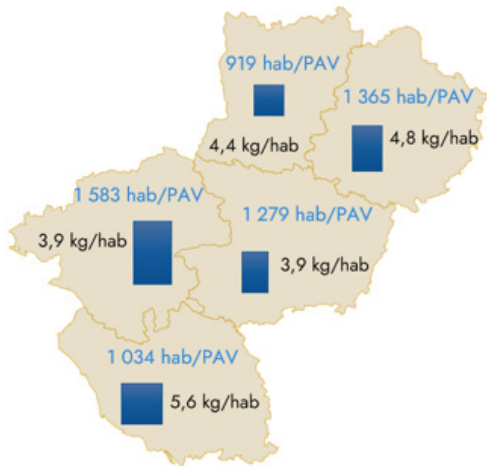 919 hab/PAV
4,4 kg/hab
1 365 hab/PAV
4,8 kg/hab
1 583 hab/PAV
3,9 kg/hab
1 279 hab/PAV
3,9 kg/hab
1 034 hab/PAV
5,6 kg/hab